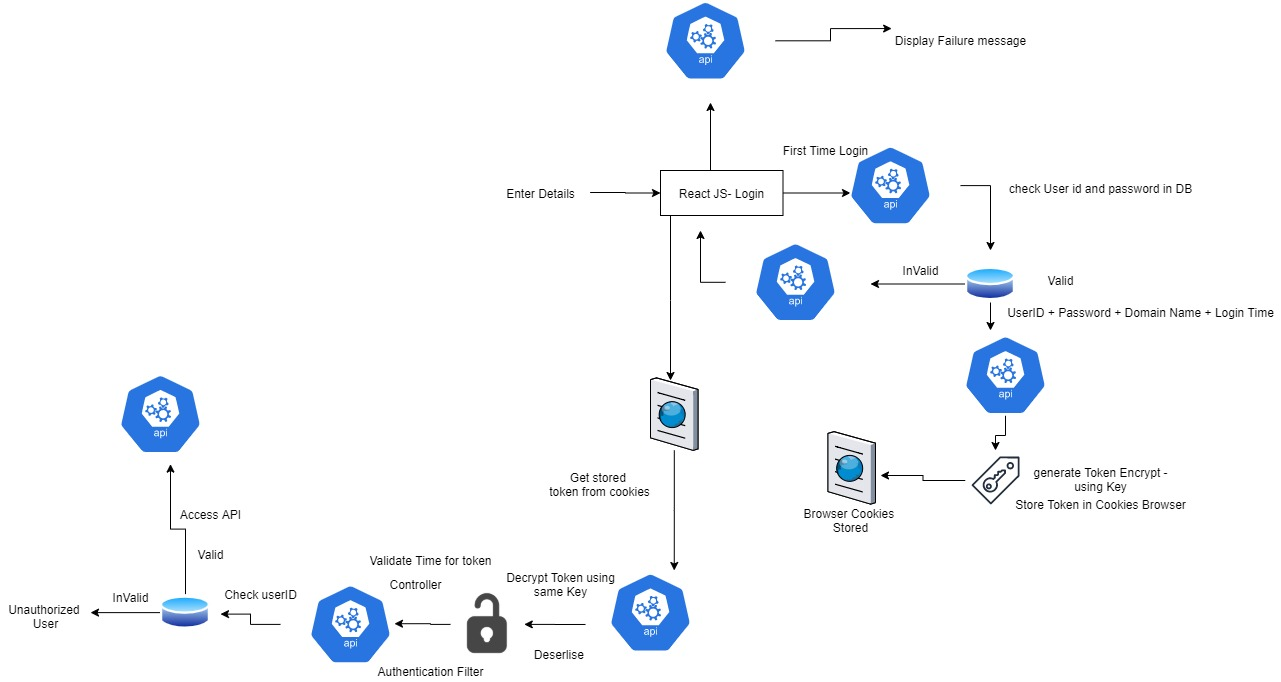 api
Display Failure message
First Time Login
Enter Details
React JS- Login
api
check User id and password in DB
api
InValid
Valid
UserID + Password + Domain Name + Login Time
api
api
Get stored
token from cookies
generate Token Encrypt -
using Key
Store Token in Cookies Browser
Browser Cookies
Stored
Access API
Valid
Validate Time for token
Controller
Decrypt Token using
same Key
InValid
Check userID
Unauthorized
User
api
api
Deserlise
Authentication Filter